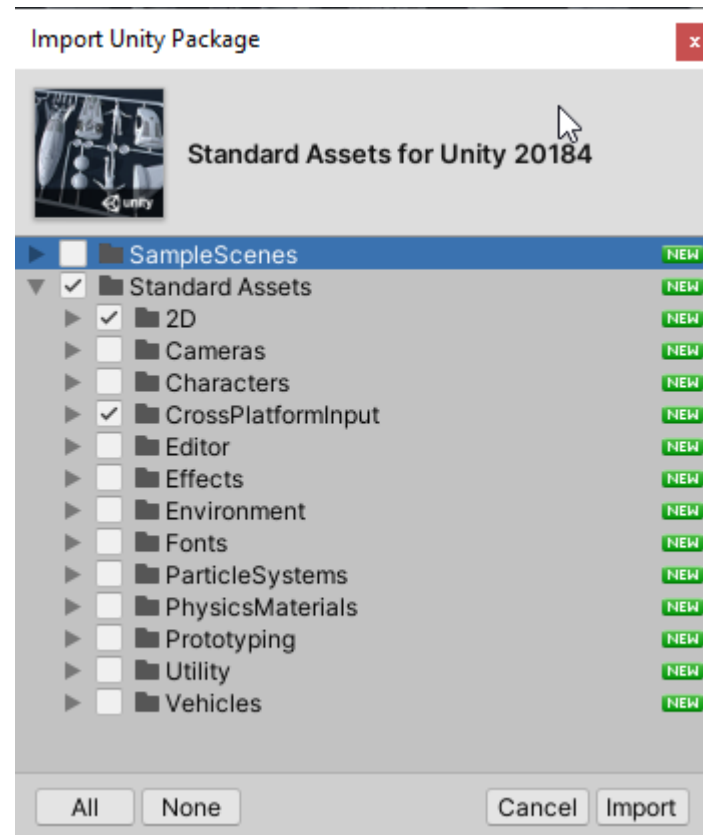 Import Unity Package
x
unity
Standard Assets for Unity 20184
SampleScenes NEW
Standard Assets NEW
2D NEW
Cameras NEW
Characters NEW
CrossPlatformInput NEW
Editor NEW
Effects NEW
Environment NEW
Fonts NEW
ParticleSystems NEW
PhysicsMaterials NEW
Prototyping NEW
Utility NEW
Vehicles NEW
All None Cancel Import